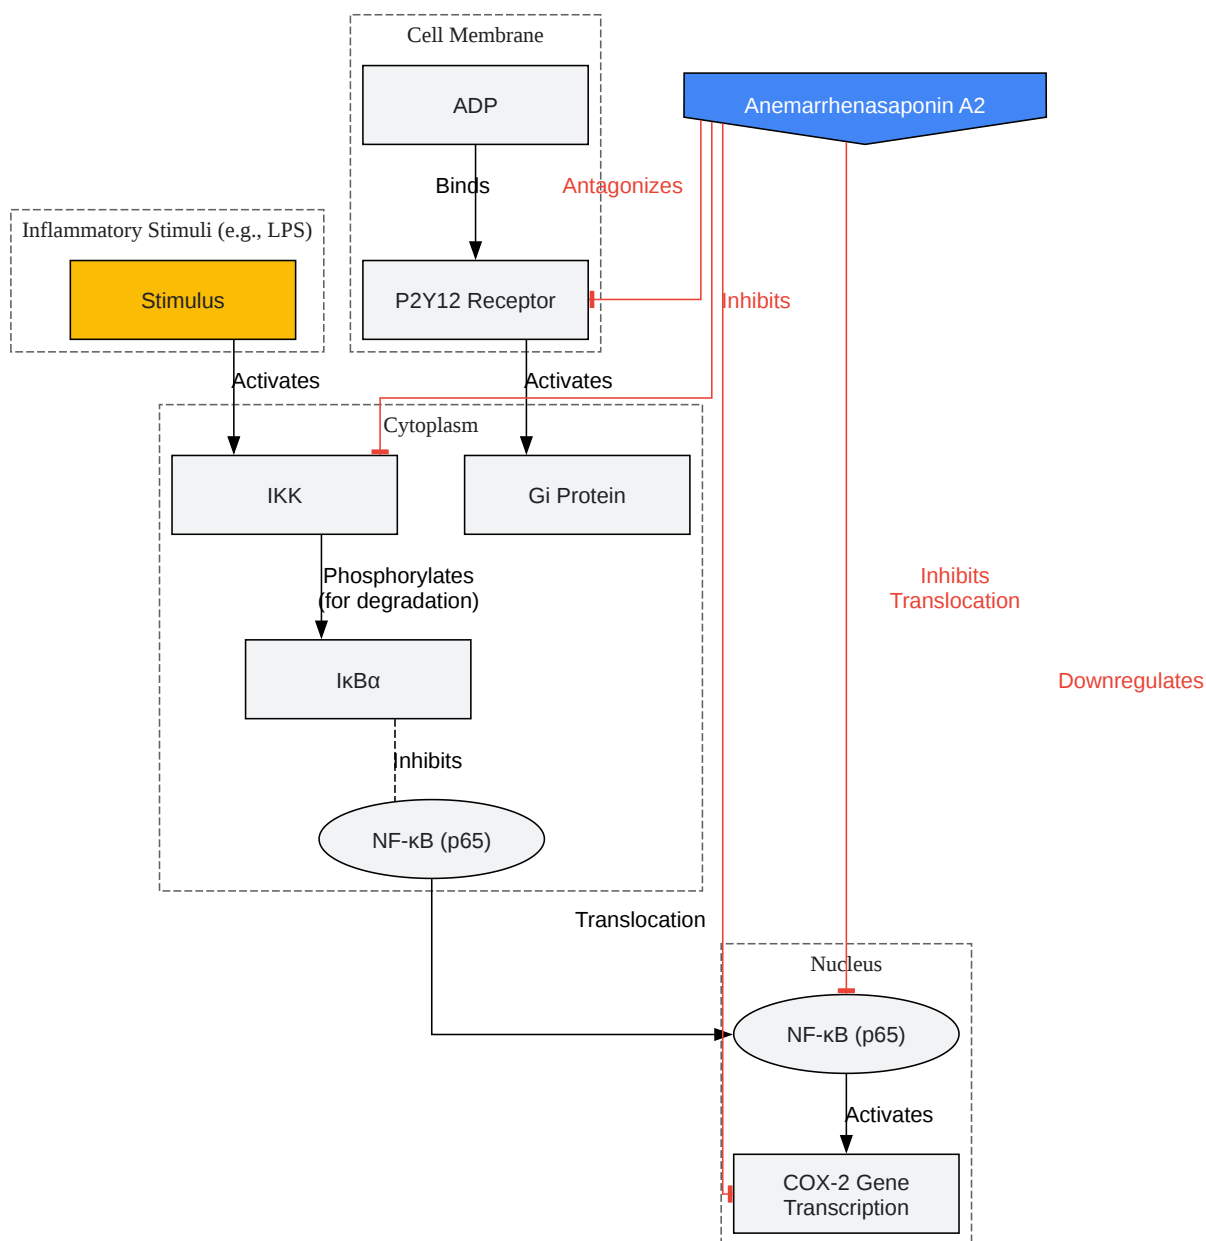 Cell Membrane
ADP
Anemarrhenasaponin A2
Binds
Antagonizes
Inflammatory Stimuli (e.g., LPS)
Stimulus
P2Y12 Receptor
Inhibits
Activates
Activates
Cytoplasm
IKK
Gi Protein
Phosphorylates
(for degradation)
Inhibits
Translocation
IκBα
Downregulates
Inhibits
NF-κB (p65)
Translocation
Nucleus
NF-κB (p65)
Activates
COX-2 Gene
Transcription